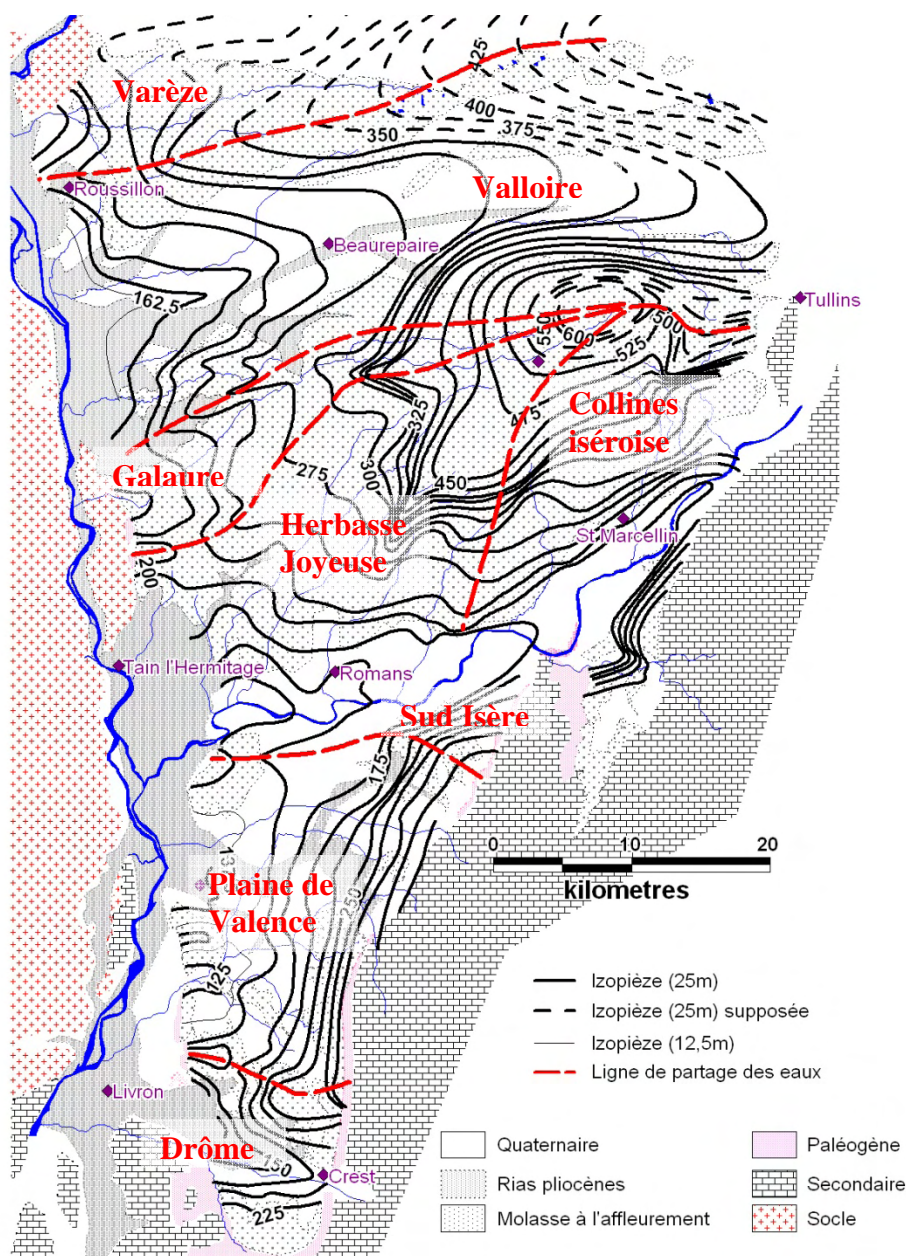 425
Varèze
400
375
350
Valloire
Roussillon
Beaurepaire
162.5
Tullins
550
600
500
525
325
475
Collines
iséroise
Galaure
275
300
450
Herbasse
Joyeuse
St Marcellin
200
Tain l'Hermitage
Romans
Sud Isère
175
0 10 20
kilometres
Plaine de
Valence
250
125
Izopièze (25m)
Izopièze (25m) supposée
Izopièze (12,5m)
Ligne de partage des eaux
Livron
Drôme
150
Crest
225
Quaternaire
Rias pliocènes
Molasse à l'affleurement
Paléogène
Secondaire
Socle